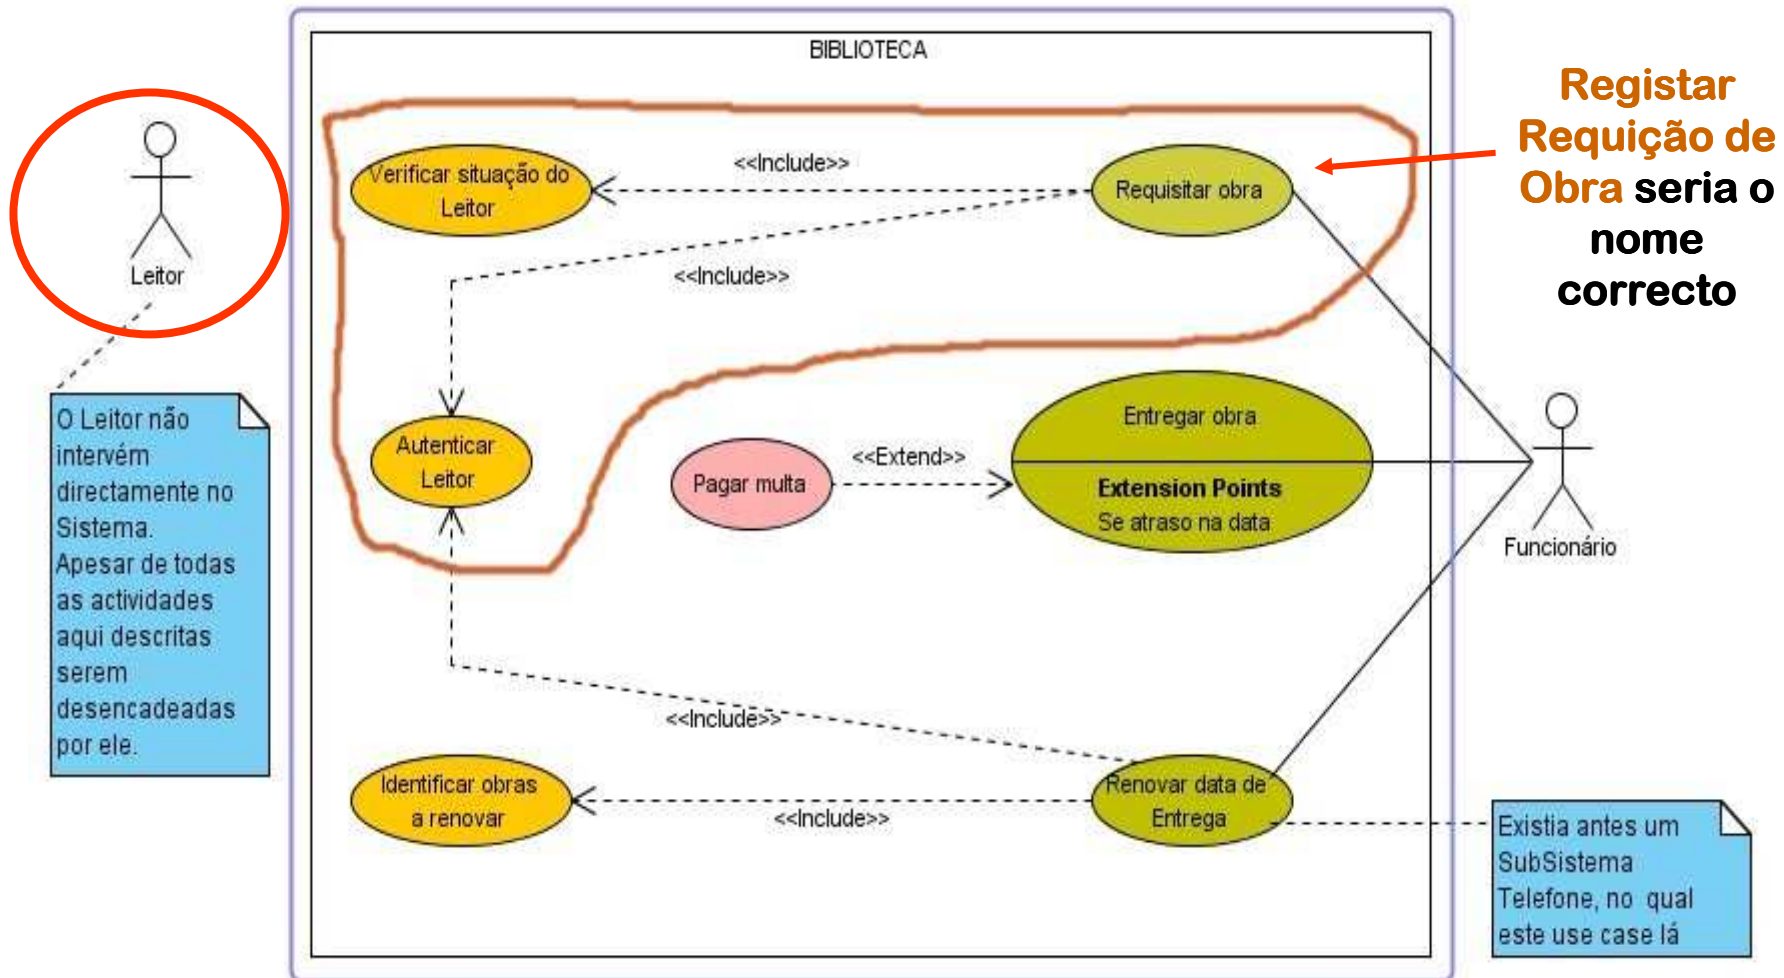 BIBLIOTECA
Registar
Requição de
Obra seria o
nome
correcto
Leitor
Verificar situação do
Leitor
<<Include>>
Requisitar obra
<<Include>>
O Leitor não
intervém
directamente no
Sistema.
Apesar de todas
as actividades
aqui descritas
serem
desencadeadas
por ele.
Autenticar
Leitor
Pagar multa
<<Extend>>
Entregar obra
Extension Points
Se atraso na data
Funcionário
<<Include>>
Identificar obras
a renovar
<<Include>>
Renovar data de
Entrega
Existia antes um
SubSistema
Telefone, no qual
este use case lá